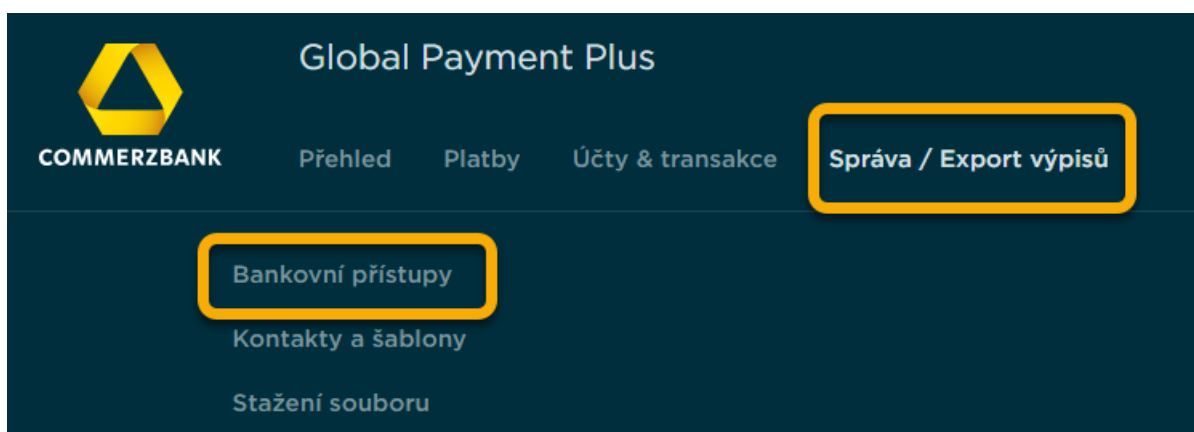 Global Payment Plus
COMMERZBANK
Přehled Platby Účty & transakce Správa / Export výpisů
Bankovní přístupy
Kontakty a šablony
Stažení souboru